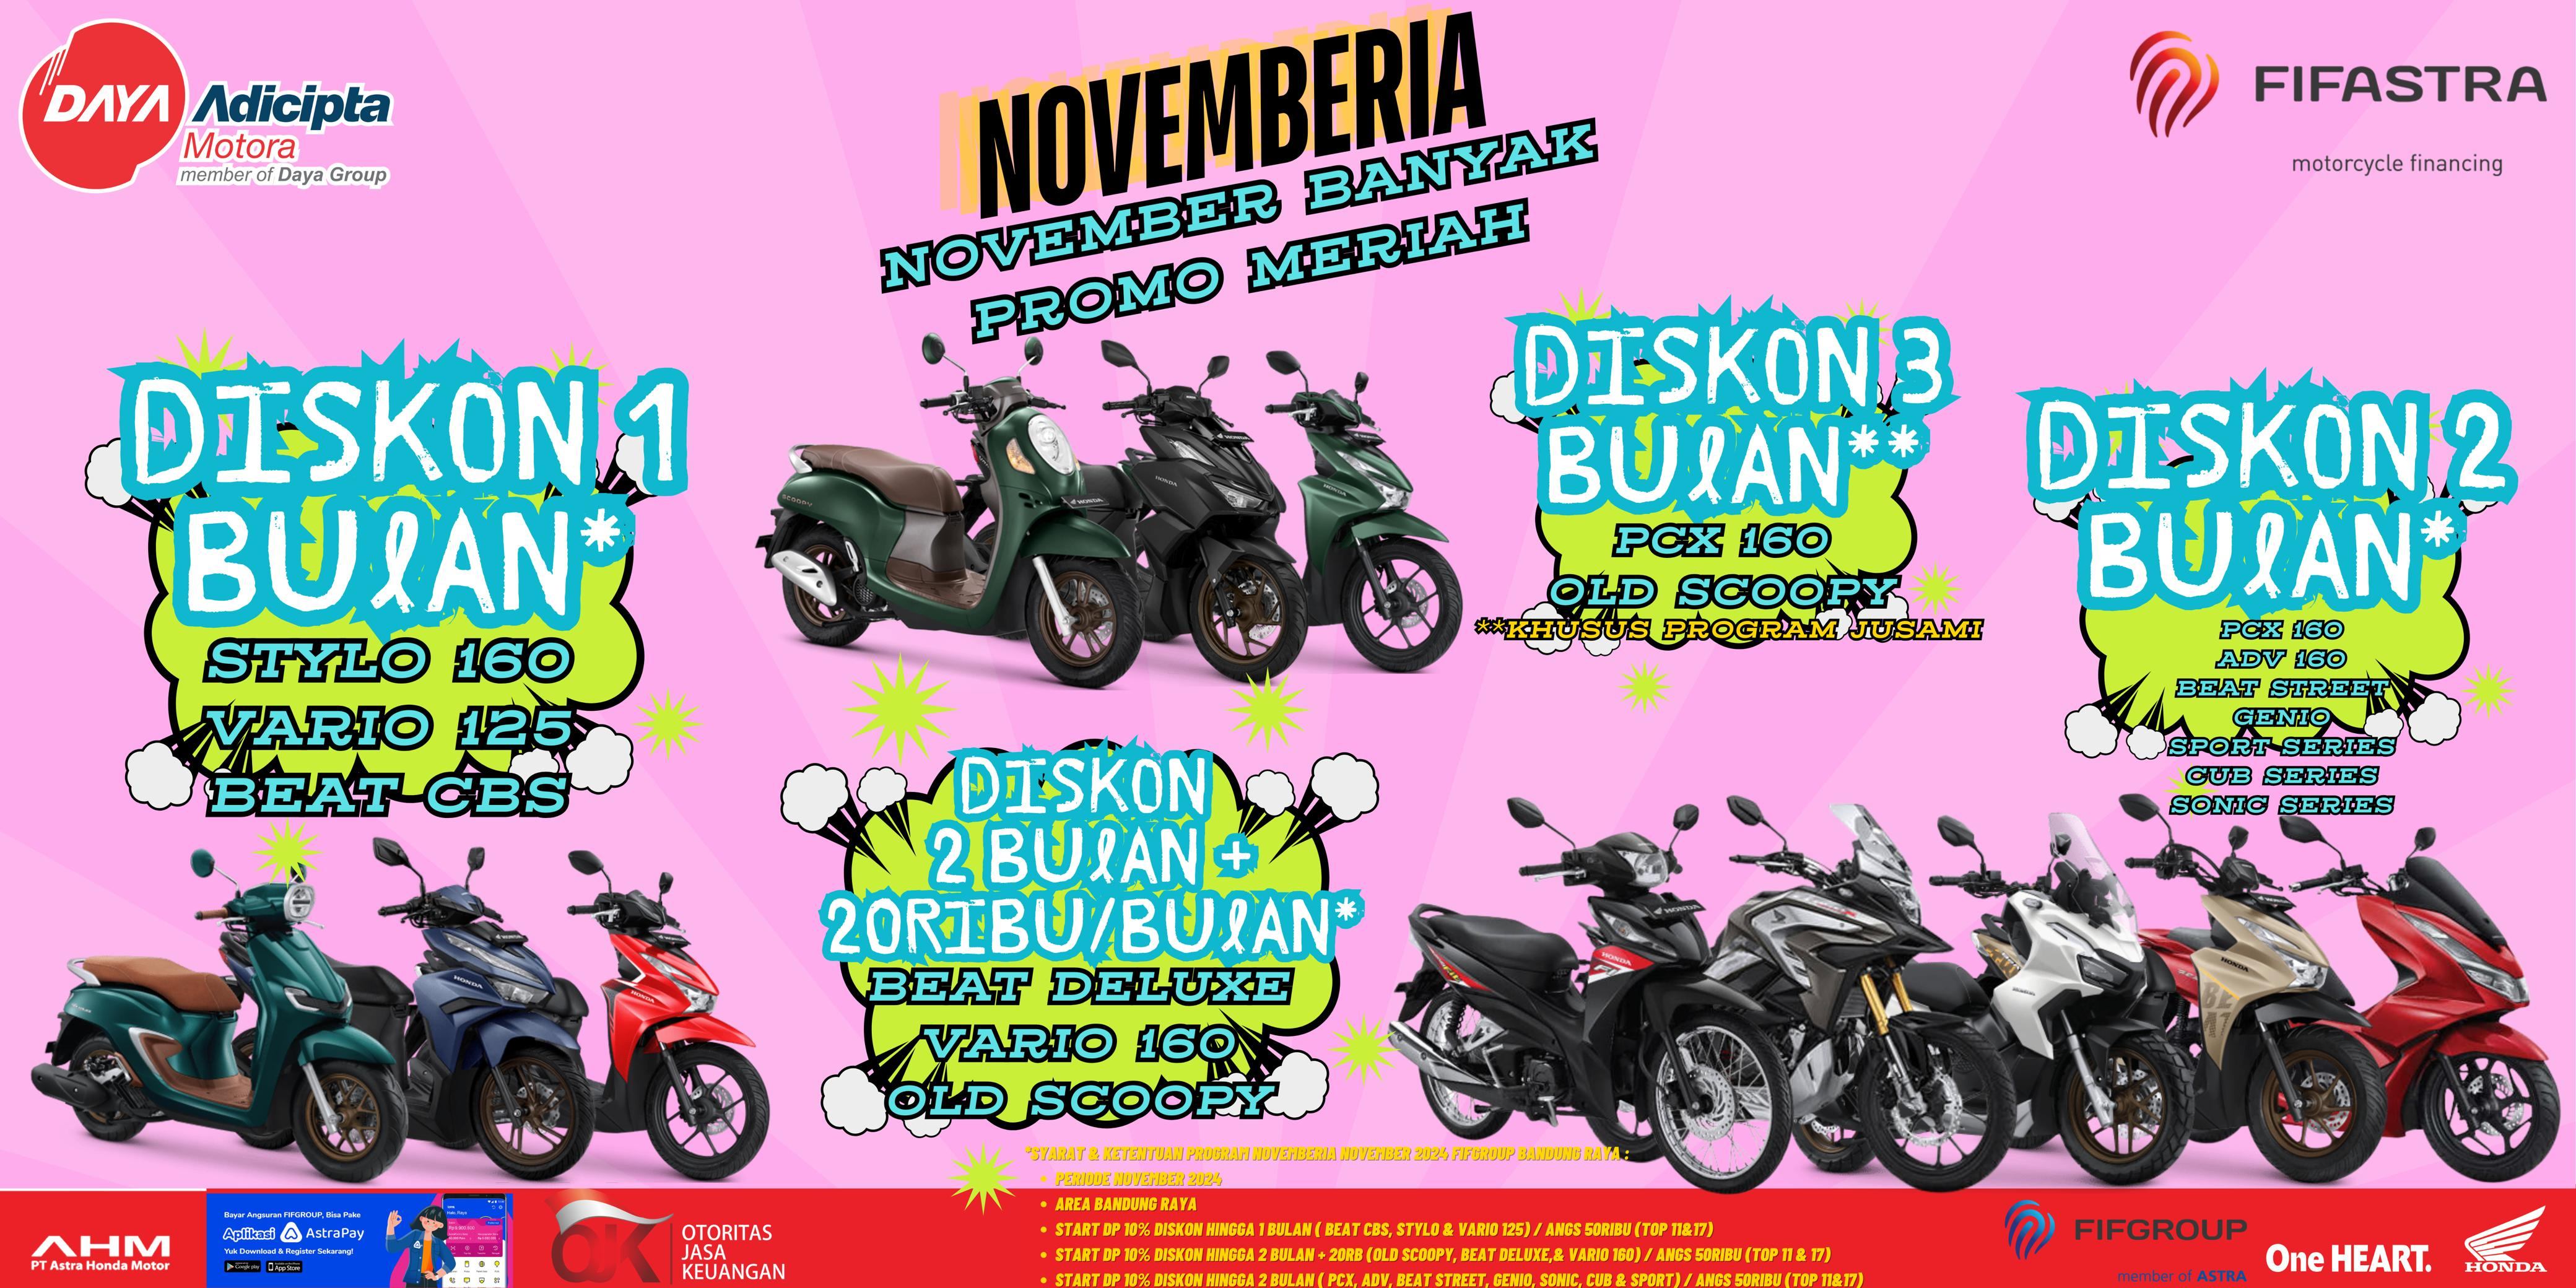 DAYA Adicipta
Motora
member of Daya Group
NOVEMBERIA
NOVEMBER BANYAK
PROMO MERIAH
FIFASTRA
motorcycle financing
DISKON 1
BULAN*
STYLO 160
VARIO 125
BEAT CBS
DISKON 3
BULAN**
PCX 160
OLD SCOOPY
**KHUSUS PROGRAM JUSAMI
DISKON 2
BULAN*
PCX 160
ADV 160
BEAT STREET
GENIO
SPORT SERIES
CUB SERIES
SONIC SERIES
DISKON
2 BULAN +
20RIBU/BULAN*
BEAT DELUXE
VARIO 160
OLD SCOOPY
*SYARAT & KETENTUAN PROGRAM NOVEMBERIA NOVEMBER 2024 FIFGROUP BANDUNG RAYA :
• PERIODE NOVEMBER 2024
• AREA BANDUNG RAYA
• START DP 10% DISKON HINGGA 1 BULAN ( BEAT CBS, STYLO & VARIO 125) / ANGS 50RIBU (TOP 11&17)
• START DP 10% DISKON HINGGA 2 BULAN + 20RB (OLD SCOOPY, BEAT DELUXE,& VARIO 160) / ANGS 50RIBU (TOP 11 & 17)
• START DP 10% DISKON HINGGA 2 BULAN ( PCX, ADV, BEAT STREET, GENIO, SONIC, CUB & SPORT) / ANGS 50RIBU (TOP 11&17)
AHM
PT Astra Honda Motor
Bayar Angsuran FIFGROUP, Bisa Pake
Aplikasi AstraPay
Yuk Download & Register Sekarang!
Google play App Store
OJK
OTORITAS
JASA
KEUANGAN
FIFGROUP
member of ASTRA
One HEART.
HONDA